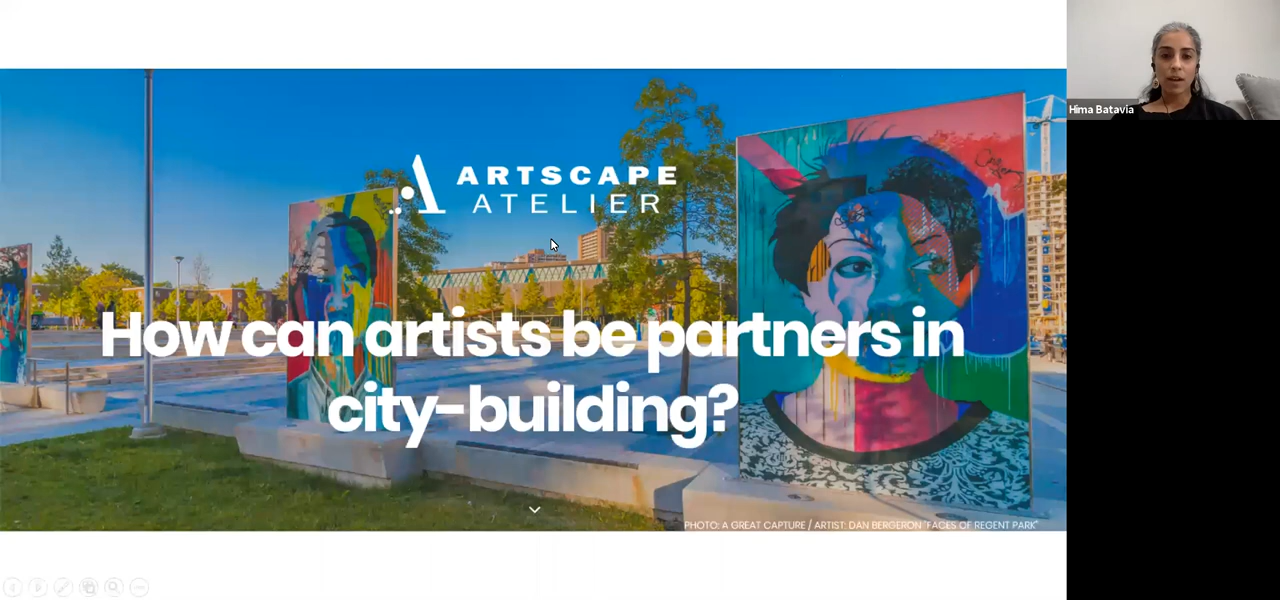 ARTSCAPE
ATELIER
How can artists be partners in
city-building?
PHOTO: A GREAT CAPTURE / ARTIST: DAN BERGERON "FACES OF REGENT PARK"
Hima Batavia